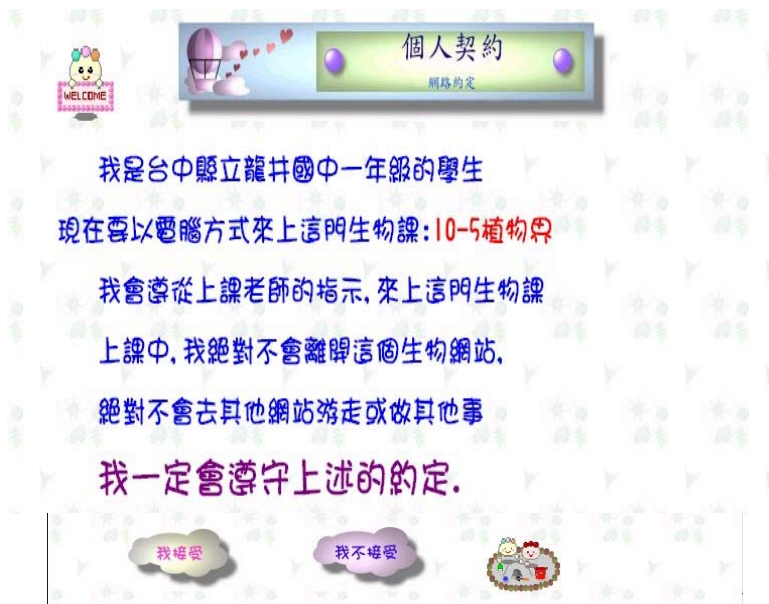 個人契約
網路約定
WELCOME
我是台中縣立龍井國中一年級的學生
現在要以電腦方式來上這門生物課:10-5植物界
我會遵從上課老師的指示,來上這門生物課
上課中,我絕對不會離開這個生物網站,
絕對不會去其他網站游走或做其他事
我一定會遵守上述的約定.
我接受
我不接受